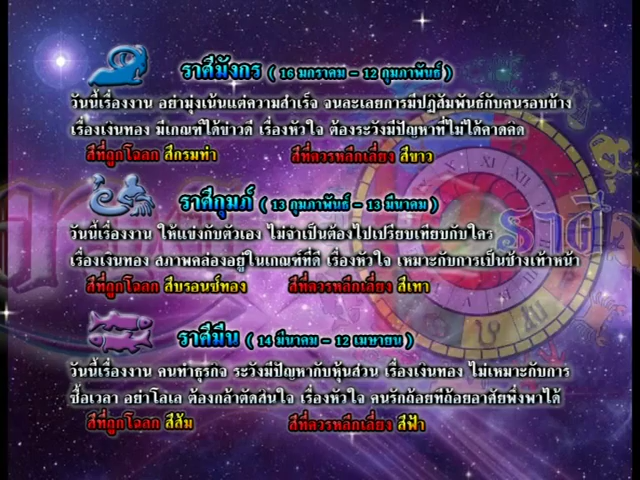 ราศีมังกร ( 16 มกราคม - 12 กุมภาพันธ์ )
วันนี้เรื่องงาน อย่ามุ่งเน้นแต่ความสำเร็จ จนละเลยการมีปฏิสัมพันธ์กับคนรอบข้าง
เรื่องเงินทอง มีเกณฑ์ได้ข่าวดี เรื่องหัวใจ ต้องระวังมีปัญหาที่ไม่ได้คาดคิด
สีที่ถูกโฉลก สีกรมท่า สีที่ควรหลีกเลี่ยง สีขาว
ราศีกุมภ์ ( 13 กุมภาพันธ์ - 13 มีนาคม )
วันนี้เรื่องงาน ให้แข่งกับตัวเอง ไม่จำเป็นต้องไปเปรียบเทียบกับใคร
เรื่องเงินทอง สภาพคล่องอยู่ในเกณฑ์ที่ดี เรื่องหัวใจ เหมาะกับการเป็นช้างเท้าหน้า
สีที่ถูกโฉลก สีบรอนซ์ทอง สีที่ควรหลีกเลี่ยง สีเทา
ราศีมีน ( 14 มีนาคม - 12 เมษายน )
วันนี้เรื่องงาน คนทำธุรกิจ ระวังมีปัญหากับหุ้นส่วน เรื่องเงินทอง ไม่เหมาะกับการ
ซื้อเวลา อย่าโลเล ต้องกล้าตัดสินใจ เรื่องหัวใจ คนรักถ้อยทีถ้อยอาศัยพึ่งพาได้
สีที่ถูกโฉลก สีส้ม สีที่ควรหลีกเลี่ยง สีฟ้า